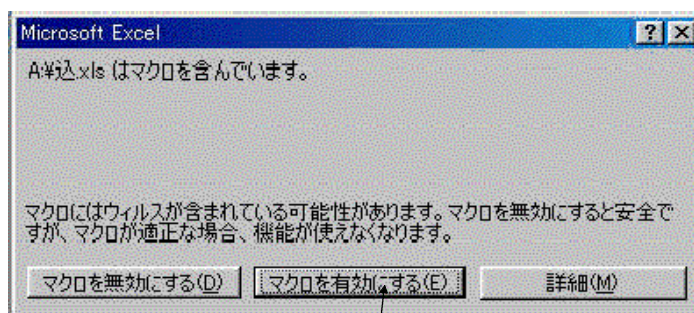 Microsoft Excel
A:¥込.xls はマクロを含んでいます。
マクロにはウィルスが含まれている可能性があります。マクロを無効にすると安全で
すが、マクロが適正な場合、機能が使えなくなります。
マクロを無効にする(D) マクロを有効にする(E) 詳細(M)